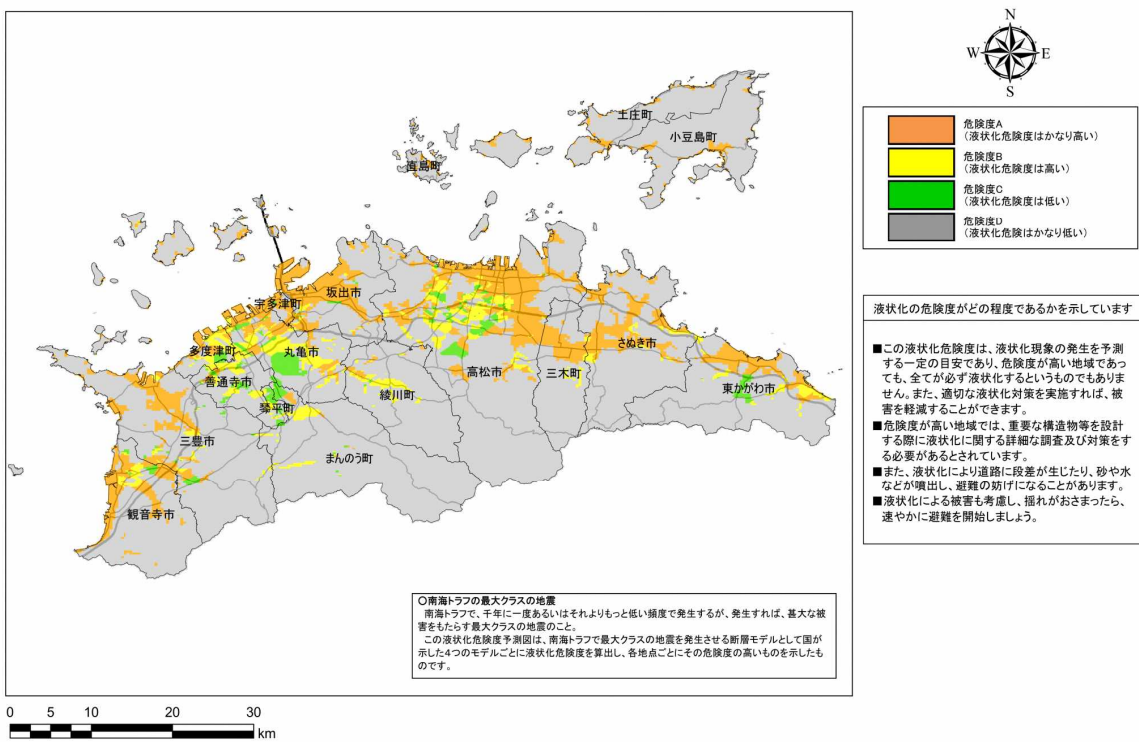 N
W
E
S
危険度A
(液状化危険度はかなり高い)
危険度B
(液状化危険度は高い)
危険度C
(液状化危険度は低い)
危険度D
(液状化危険はかなり低い)
液状化の危険度がどの程度であるかを示しています
■この液状化危険度は、液状化現象の発生を予測
する一定の目安であり、危険度が高い地域であっ
ても、全てが必ず液状化するというものでもありま
せん。また、適切な液状化対策を実施すれば、被
害を軽減することができます。
■危険度が高い地域では、重要な構造物等を設計
する際に液状化に関する詳細な調査及び対策をす
る必要があるとされています。
■また、液状化により道路に段差が生じたり、砂や水
などが噴出し、避難の妨げになることがあります。
■液状化による被害も考慮し、揺れがおさまったら、
速やかに避難を開始しましょう。
土庄町
小豆島町
直島町
坂出市
宇多津町
多度津町
丸亀市
善通寺市
琴平町
綾川町
高松市
三木町
さぬき市
東かがわ市
三豊市
まんのう町
観音寺市
○南海トラフの最大クラスの地震
南海トラフで、千年に一度あるいはそれよりもっと低い頻度で発生するが、発生すれば、甚大な被
害をもたらす最大クラスの地震のこと。
この液状化危険度予測図は、南海トラフで最大クラスの地震を発生させる断層モデルとして国が
示した4つのモデルごとに液状化危険度を算出し、各地点ごとにその危険度の高いものを示したも
のです。
0 5 10 20 30
km